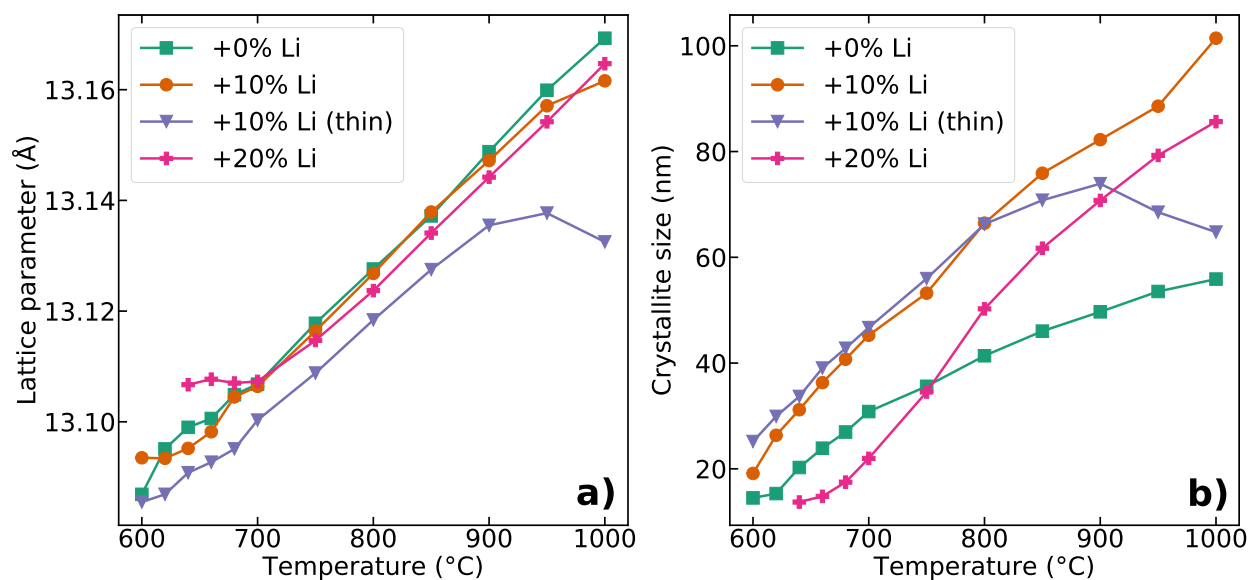 +0% Li
+10% Li
+10% Li (thin)
+20% Li
13.16
13.14
13.12
13.10
Lattice parameter (Å)
600
700
800
900
1000
Temperature (°C)
a)
+0% Li
+10% Li
+10% Li (thin)
+20% Li
100
80
60
40
20
Crystallite size (nm)
600
700
800
900
1000
Temperature (°C)
b)